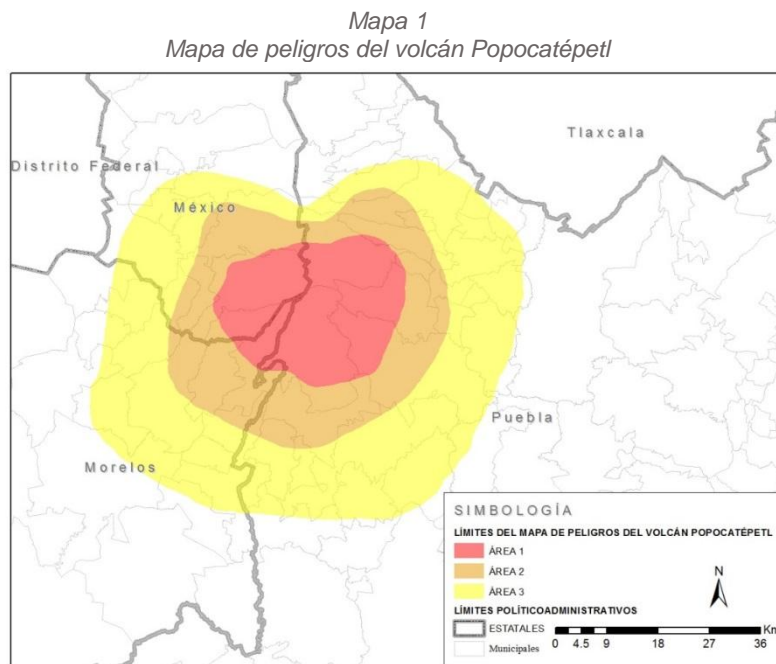 Mapa 1
Mapa de peligros del volcán Popocatépetl
Tlaxcala
Distrito Federal
México
Puebla
Morelos
SIMBOLOGÍA
LÍMITES DEL MAPA DE PELIGROS DEL VOLCÁN POPOCATÉPETL
ÁREA 1
ÁREA 2
ÁREA 3
LÍMITES POLÍTICOADMINISTRATIVOS
ESTATALES
Municipales
N
Km
0 4.5 9 18 27 36